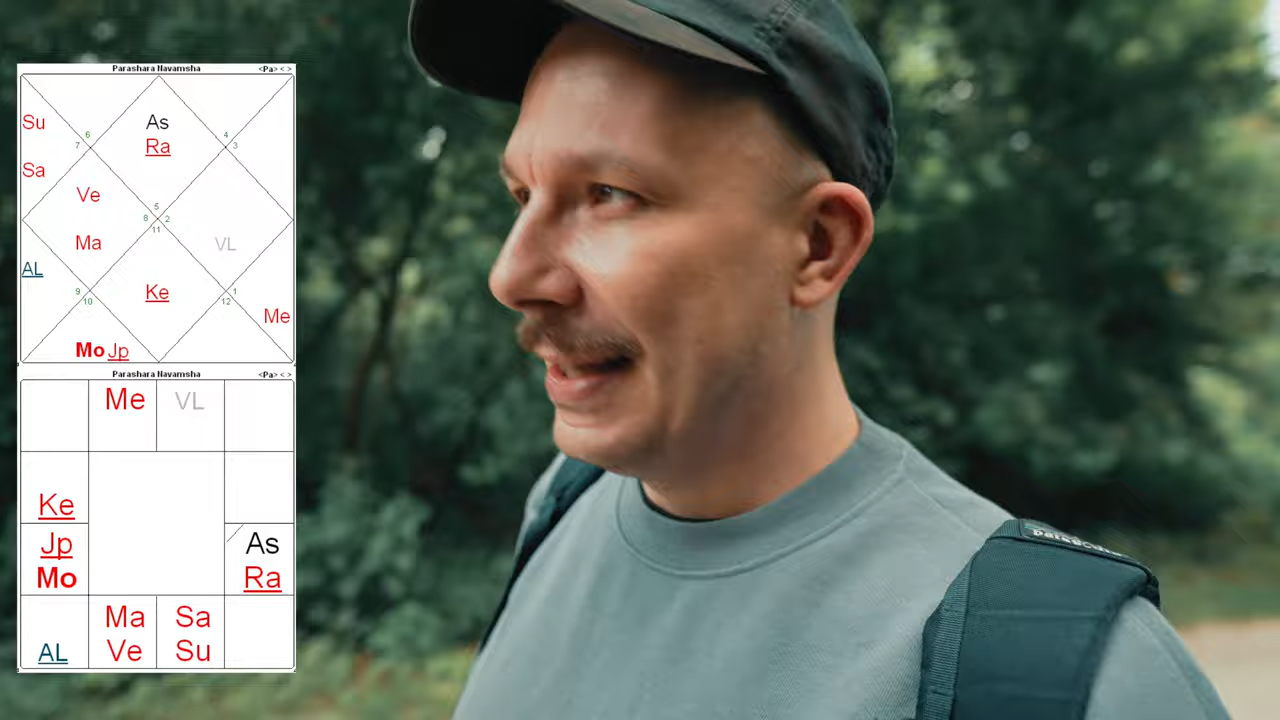 Parashara Navamsha <Pa> < >
Su
6
7
As
Ra
4
3
Sa
Ve
5
8 2
11
Ma
VL
AL
9
10
Ke
1
12
Me
Mo Jp
Parashara Navamsha <Pa> < >
Me VL
Ke
Jp As
Mo Ra
Ma Sa
AL Ve Su